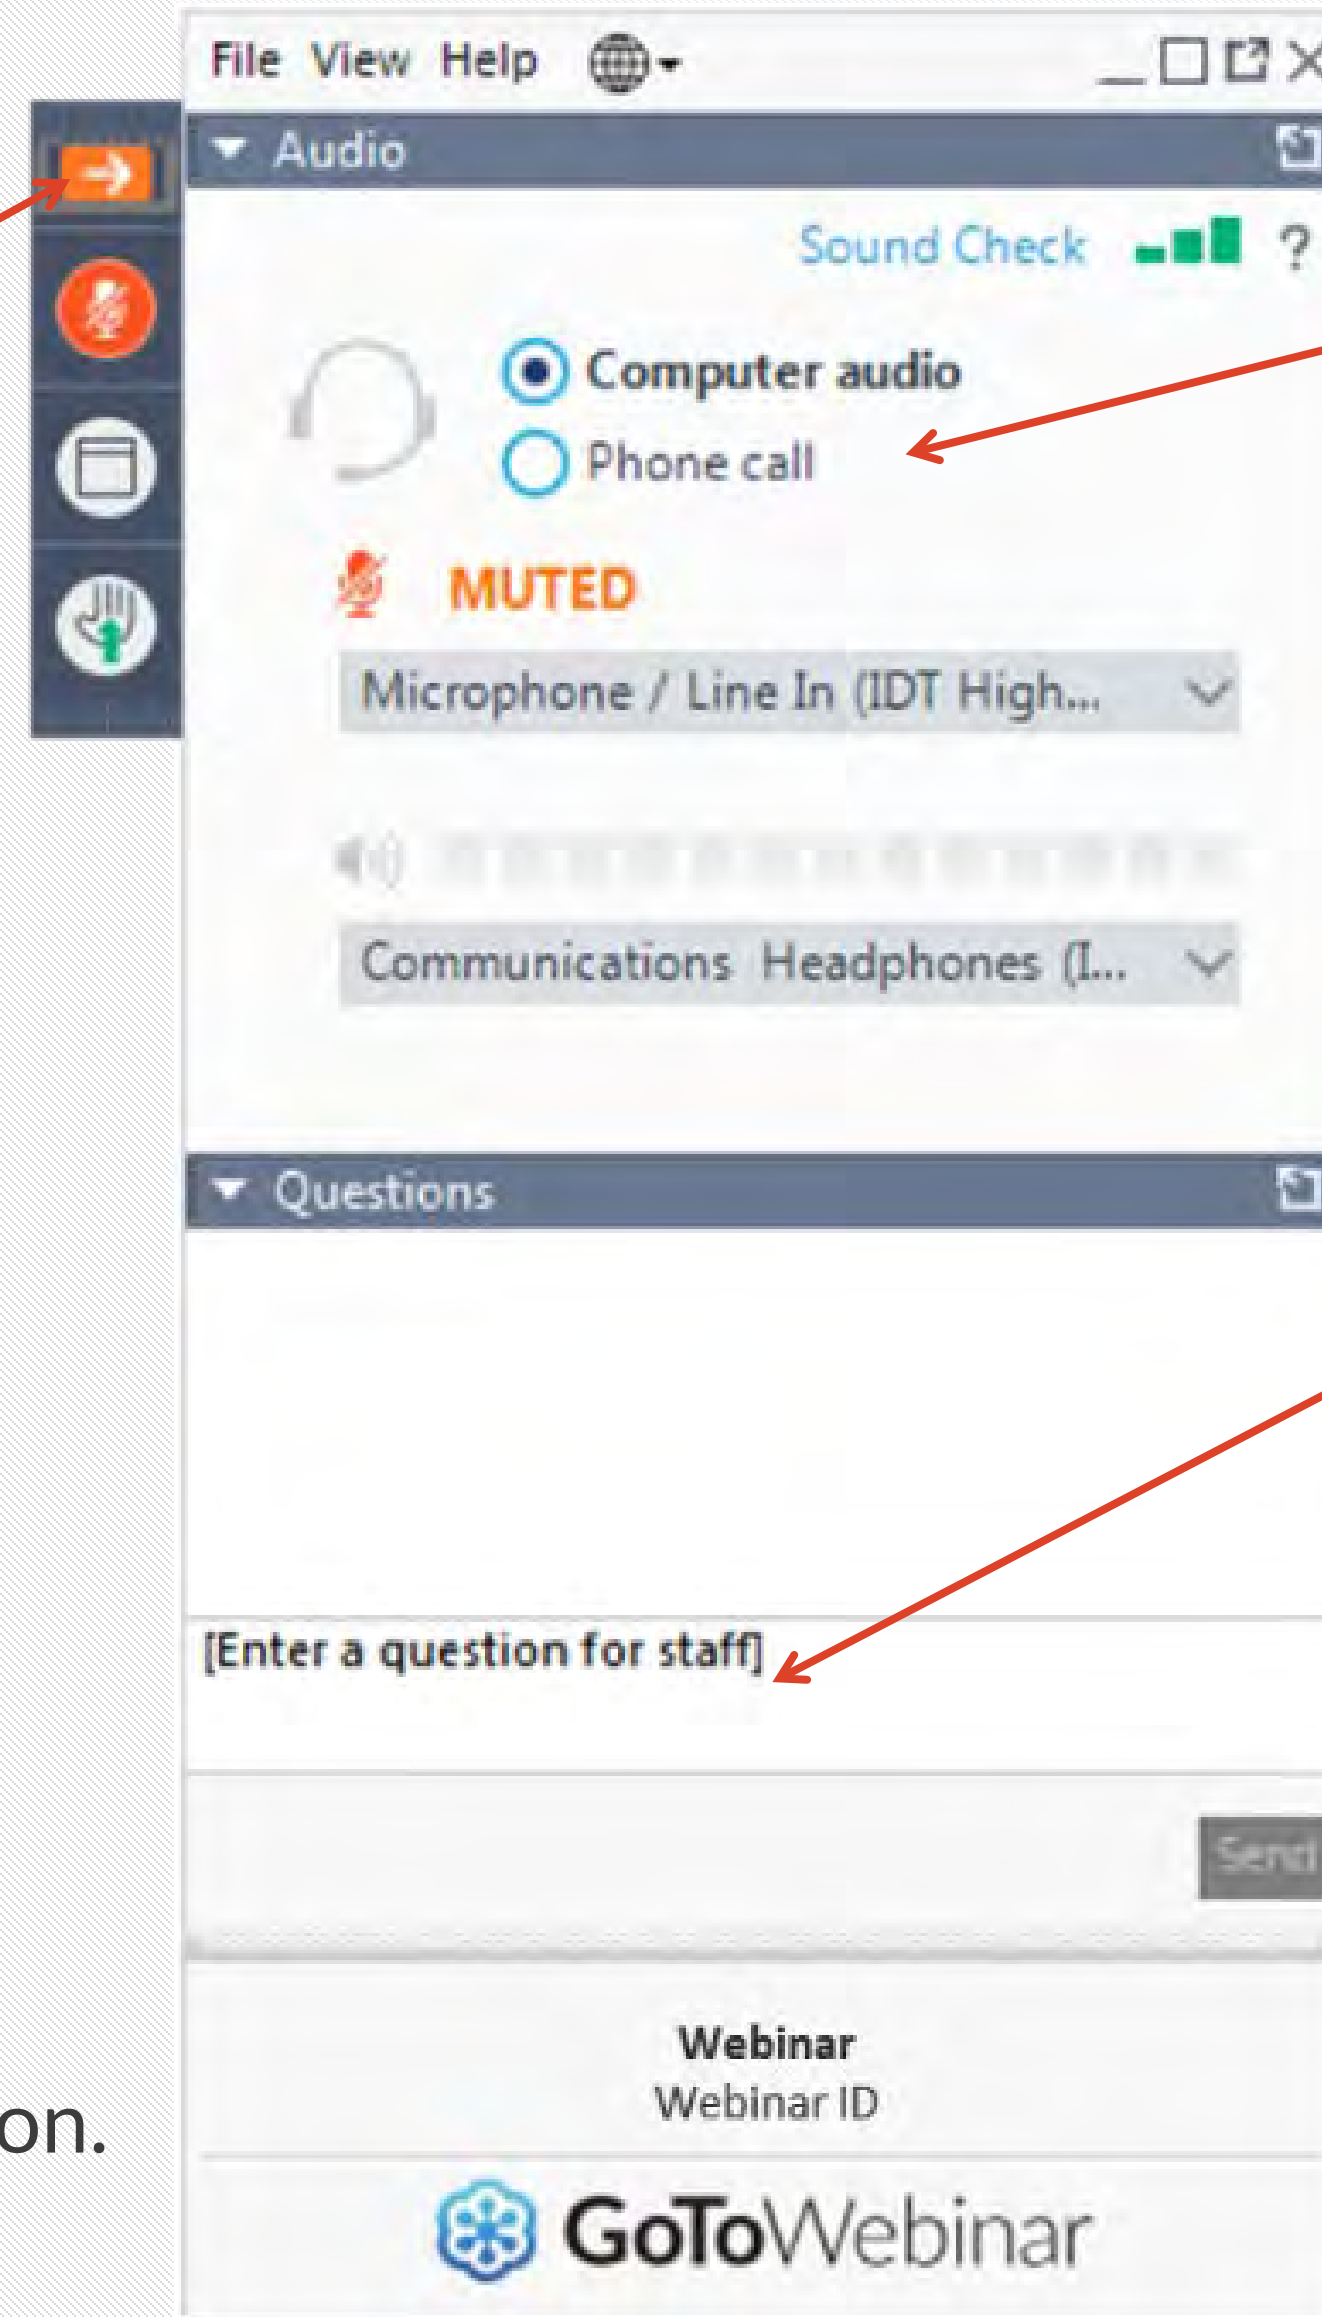 File View Help
Audio
Sound Check ?
Computer audio
Phone call
MUTED
Microphone / Line In (IDT High...
Communications Headphones (I...
Questions
[Enter a question for staff]
Send
Webinar
Webinar ID
on.
GoToWebinar